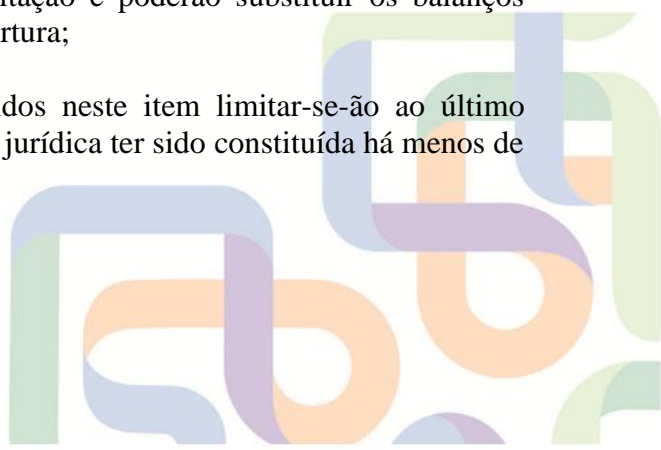 itação e poderão substituir os balanços
rtura;
dos neste item limitar-se-ão ao último
jurídica ter sido constituída há menos de